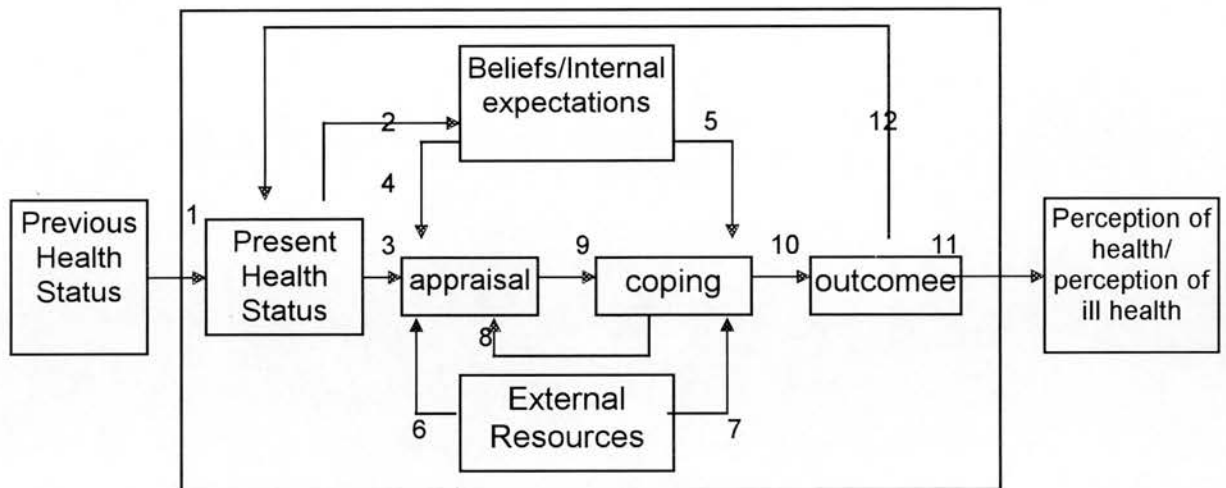 Beliefs/Internal
expectations
2
5
12
4
Previous
Health
Status
1
Present
Health
Status
3
appraisal
9
coping
10
outcomee
11
Perception of
health/
perception of
ill health
8
6
External
Resources
7